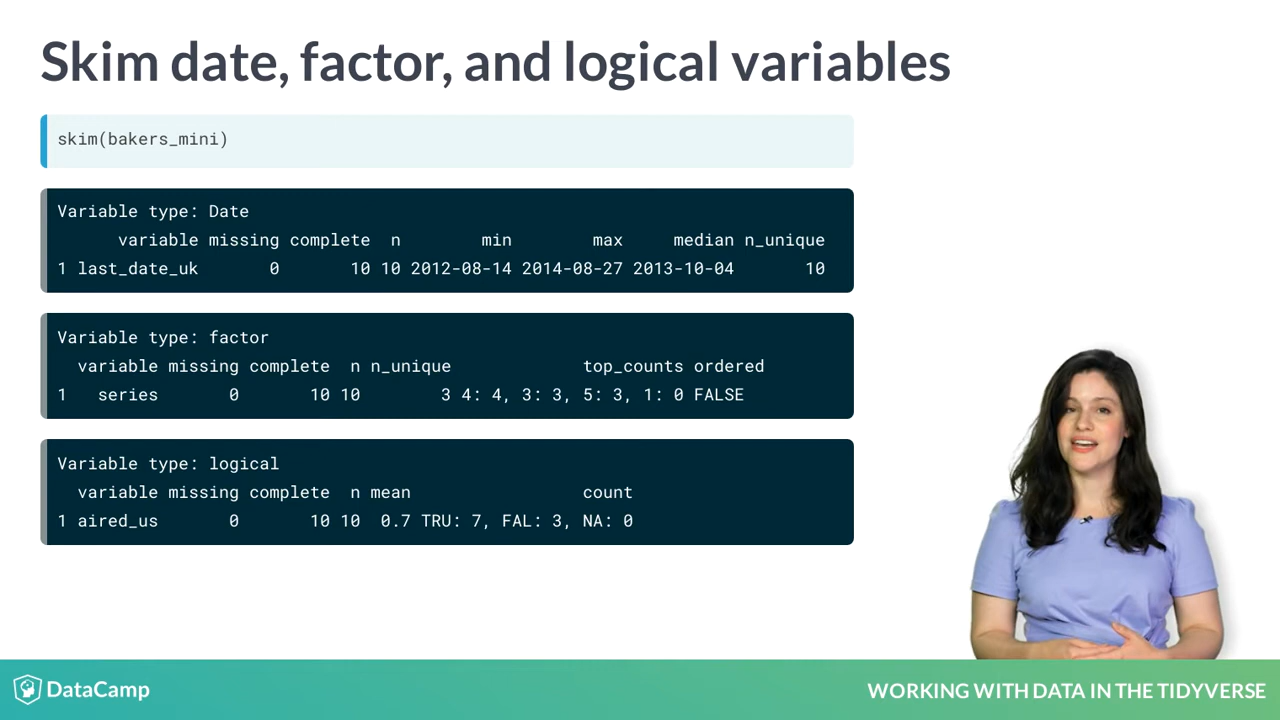 Skim date, factor, and logical variables
skim(bakers_mini)
Variable type: Date
variable missing complete n min max median n_unique
1 last_date_uk 0 10 10 2012-08-14 2014-08-27 2013-10-04 10
Variable type: factor
variable missing complete n n_unique top_counts ordered
1 series 0 10 10 3 4: 4, 3: 3, 5: 3, 1: 0 FALSE
Variable type: logical
variable missing complete n mean count
1 aired_us 0 10 10 0.7 TRU: 7, FAL: 3, NA: 0
DataCamp
WORKING WITH DATA IN THE TIDYVERSE